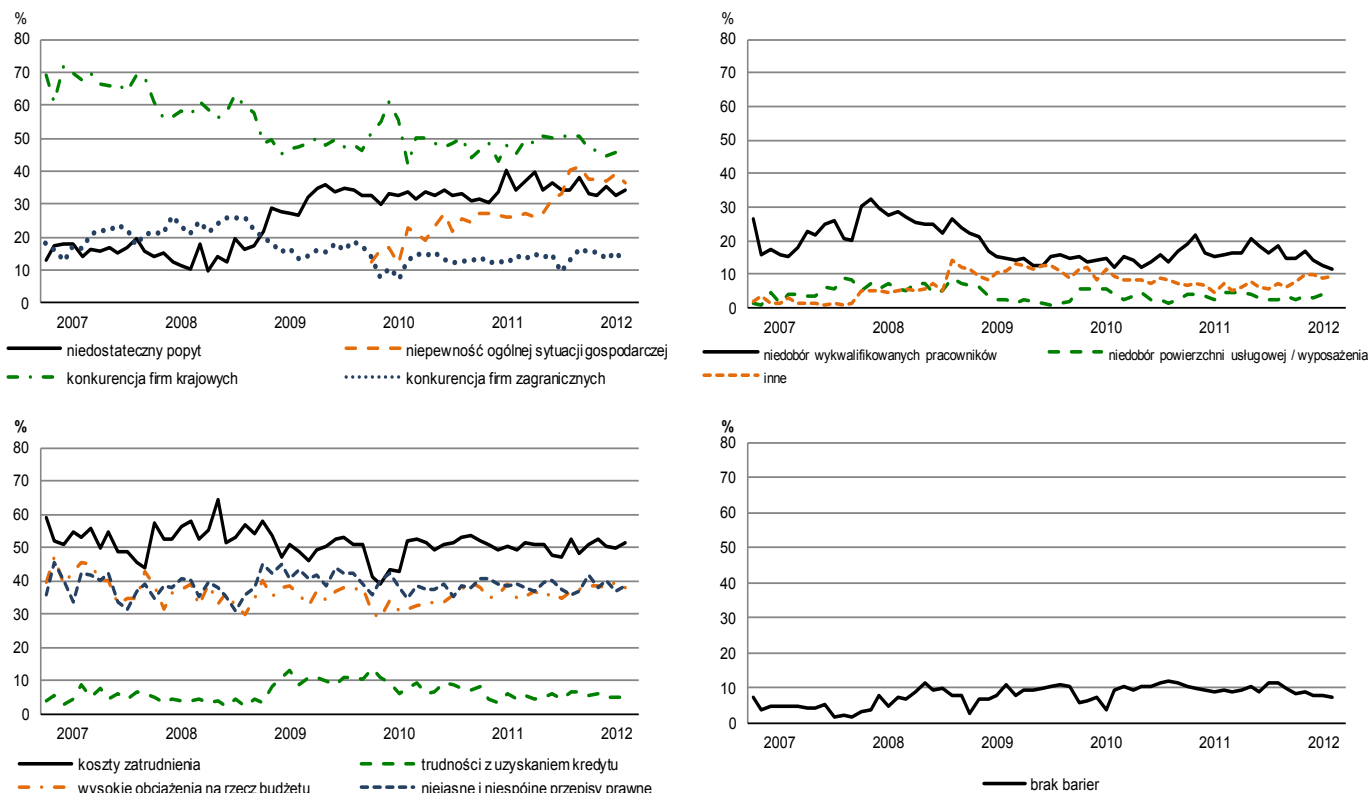 %
80
70
60
50
40
30
20
10
0
2007 2008 2009 2010 2011 2012
niedostateczny popyt
niepewność ogólnej sytuacji gospodarczej
konkurencja firm krajowych
konkurencja firm zagranicznych
%
80
70
60
50
40
30
20
10
0
2007 2008 2009 2010 2011 2012
niedobór wykwalifikowanych pracowników
niedobór powierzchni usługowej / wyposażenia
inne
%
80
70
60
50
40
30
20
10
0
2007 2008 2009 2010 2011 2012
koszty zatrudnienia
trudności z uzyskaniem kredytu
wysokie obciążenia na rzecz budżetu
niejasne i niespójne przepisy prawne
%
80
70
60
50
40
30
20
10
0
2007 2008 2009 2010 2011 2012
brak barier